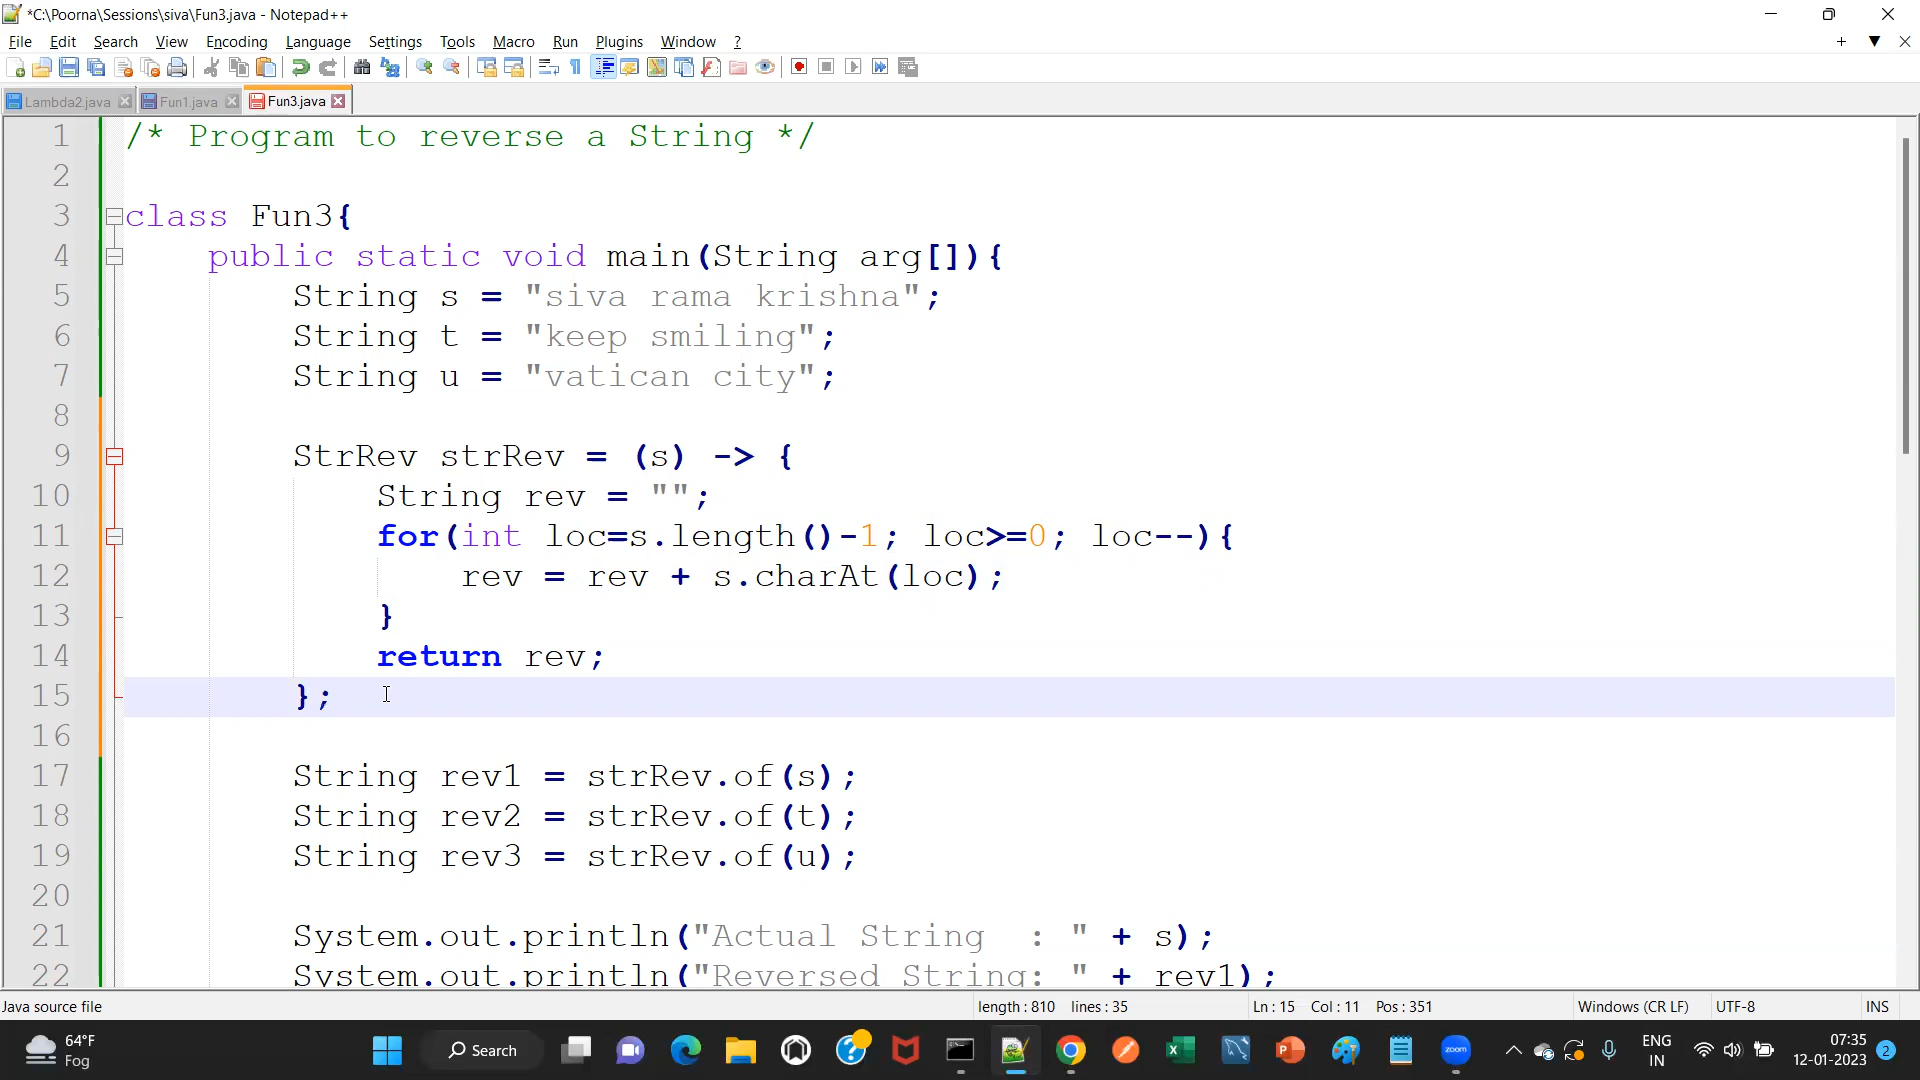 *C:\Poorna\Sessions\siva\Fun3.java - Notepad++
File Edit Search View Encoding Language Settings Tools Macro Run Plugins Window ?
Lambda2.java Fun1.java Fun3.java
1 /* Program to reverse a String */
2
3 class Fun3{
4 public static void main(String arg[]){
5 String s = "siva rama krishna";
6 String t = "keep smiling";
7 String u = "vatican city";
8
9 StrRev strRev = (s) -> {
10 String rev = "";
11 for(int loc=s.length()-1; loc>=0; loc--){
12 rev = rev + s.charAt(loc);
13 }
14 return rev;
15 };
16
17 String rev1 = strRev.of(s);
18 String rev2 = strRev.of(t);
19 String rev3 = strRev.of(u);
20
21 System.out.println("Actual String  : " + s);
22 System.out.println("Reversed String: " + rev1);
Java source file length : 810 lines : 35 Ln : 15 Col : 11 Pos : 351 Windows (CR LF) UTF-8 INS
64°F
Fog
Search
zoom
ENG
IN
07:35
12-01-2023
2